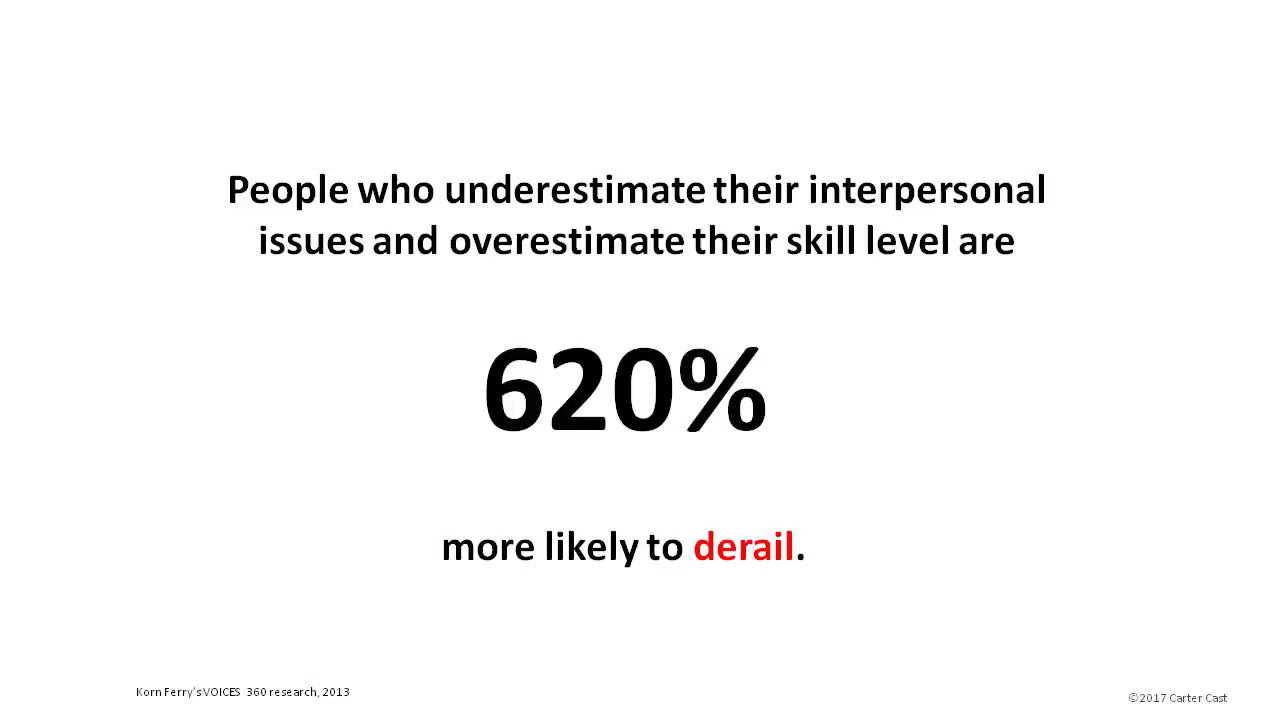 People who underestimate their interpersonal
issues and overestimate their skill level are
620%
more likely to derail.
Korn Ferry's VOICES 360 research, 2013
©2017 Carter Cast